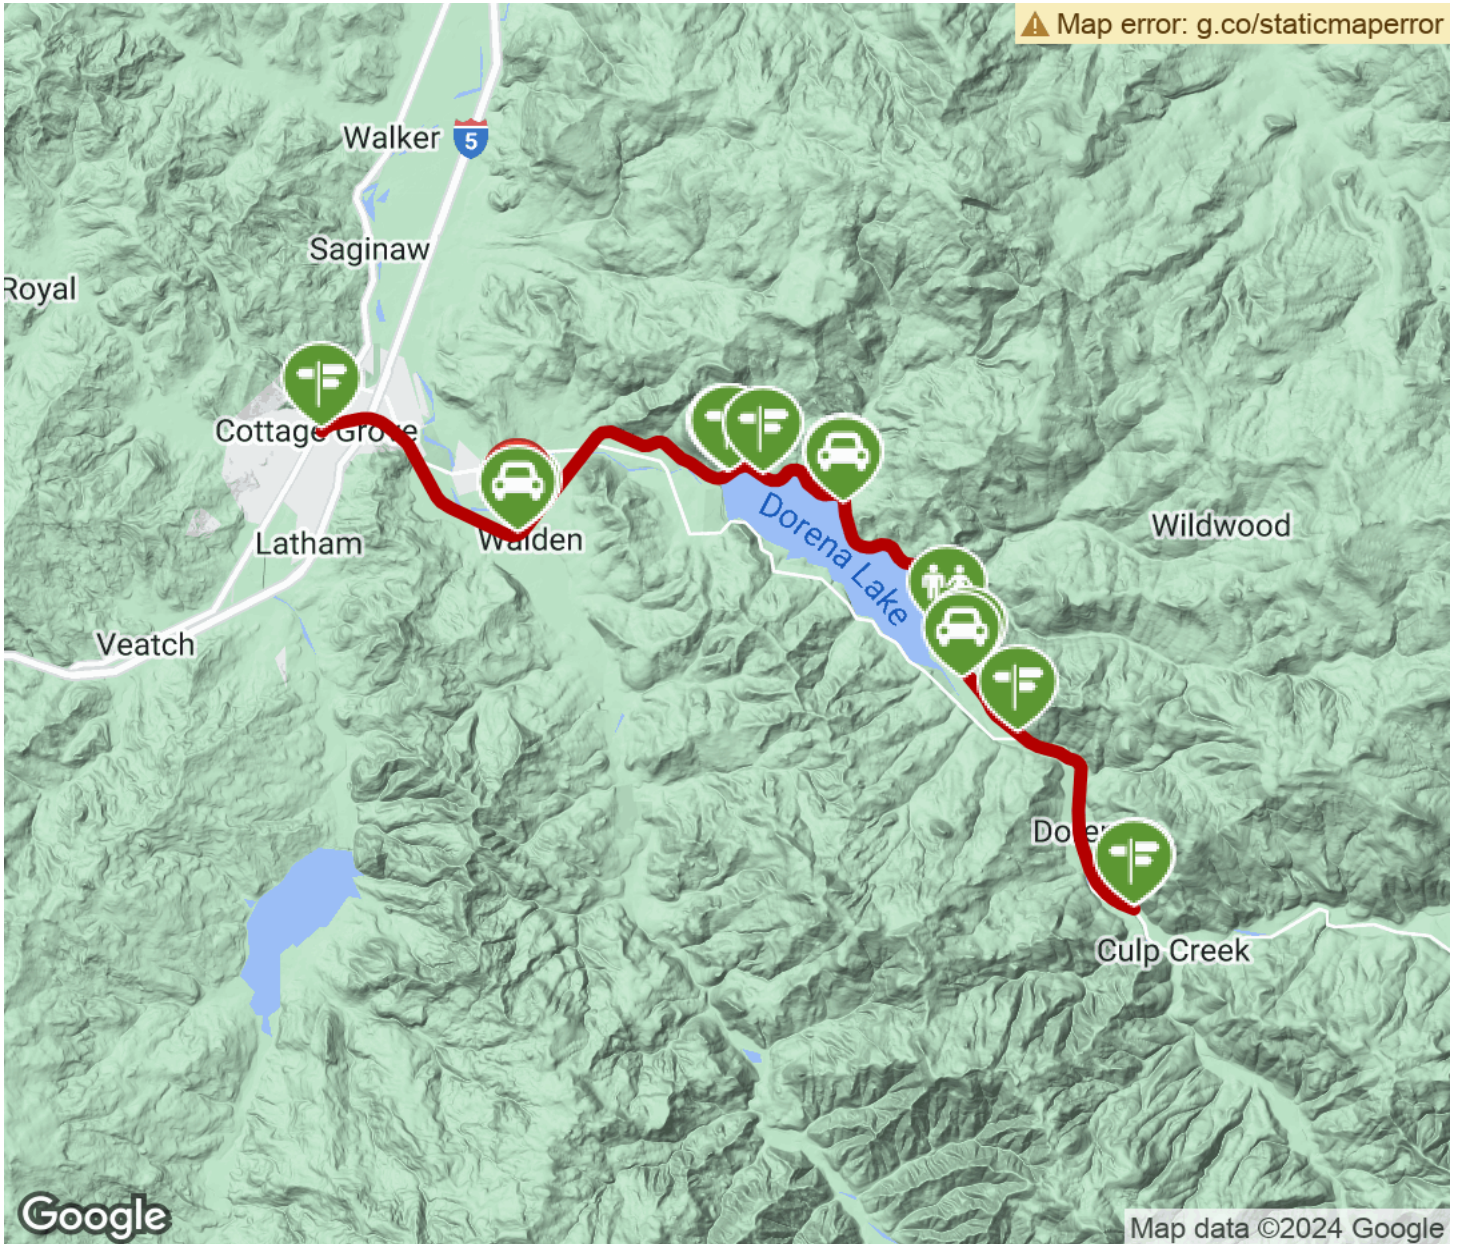 Map error: g.co/staticmaperror
Walker
5
Saginaw
Royal
Cottage Grove
Dorena Lake
Wildwood
Latham
Walden
Veatch
Culp Creek
Google
Map data ©2024 Google